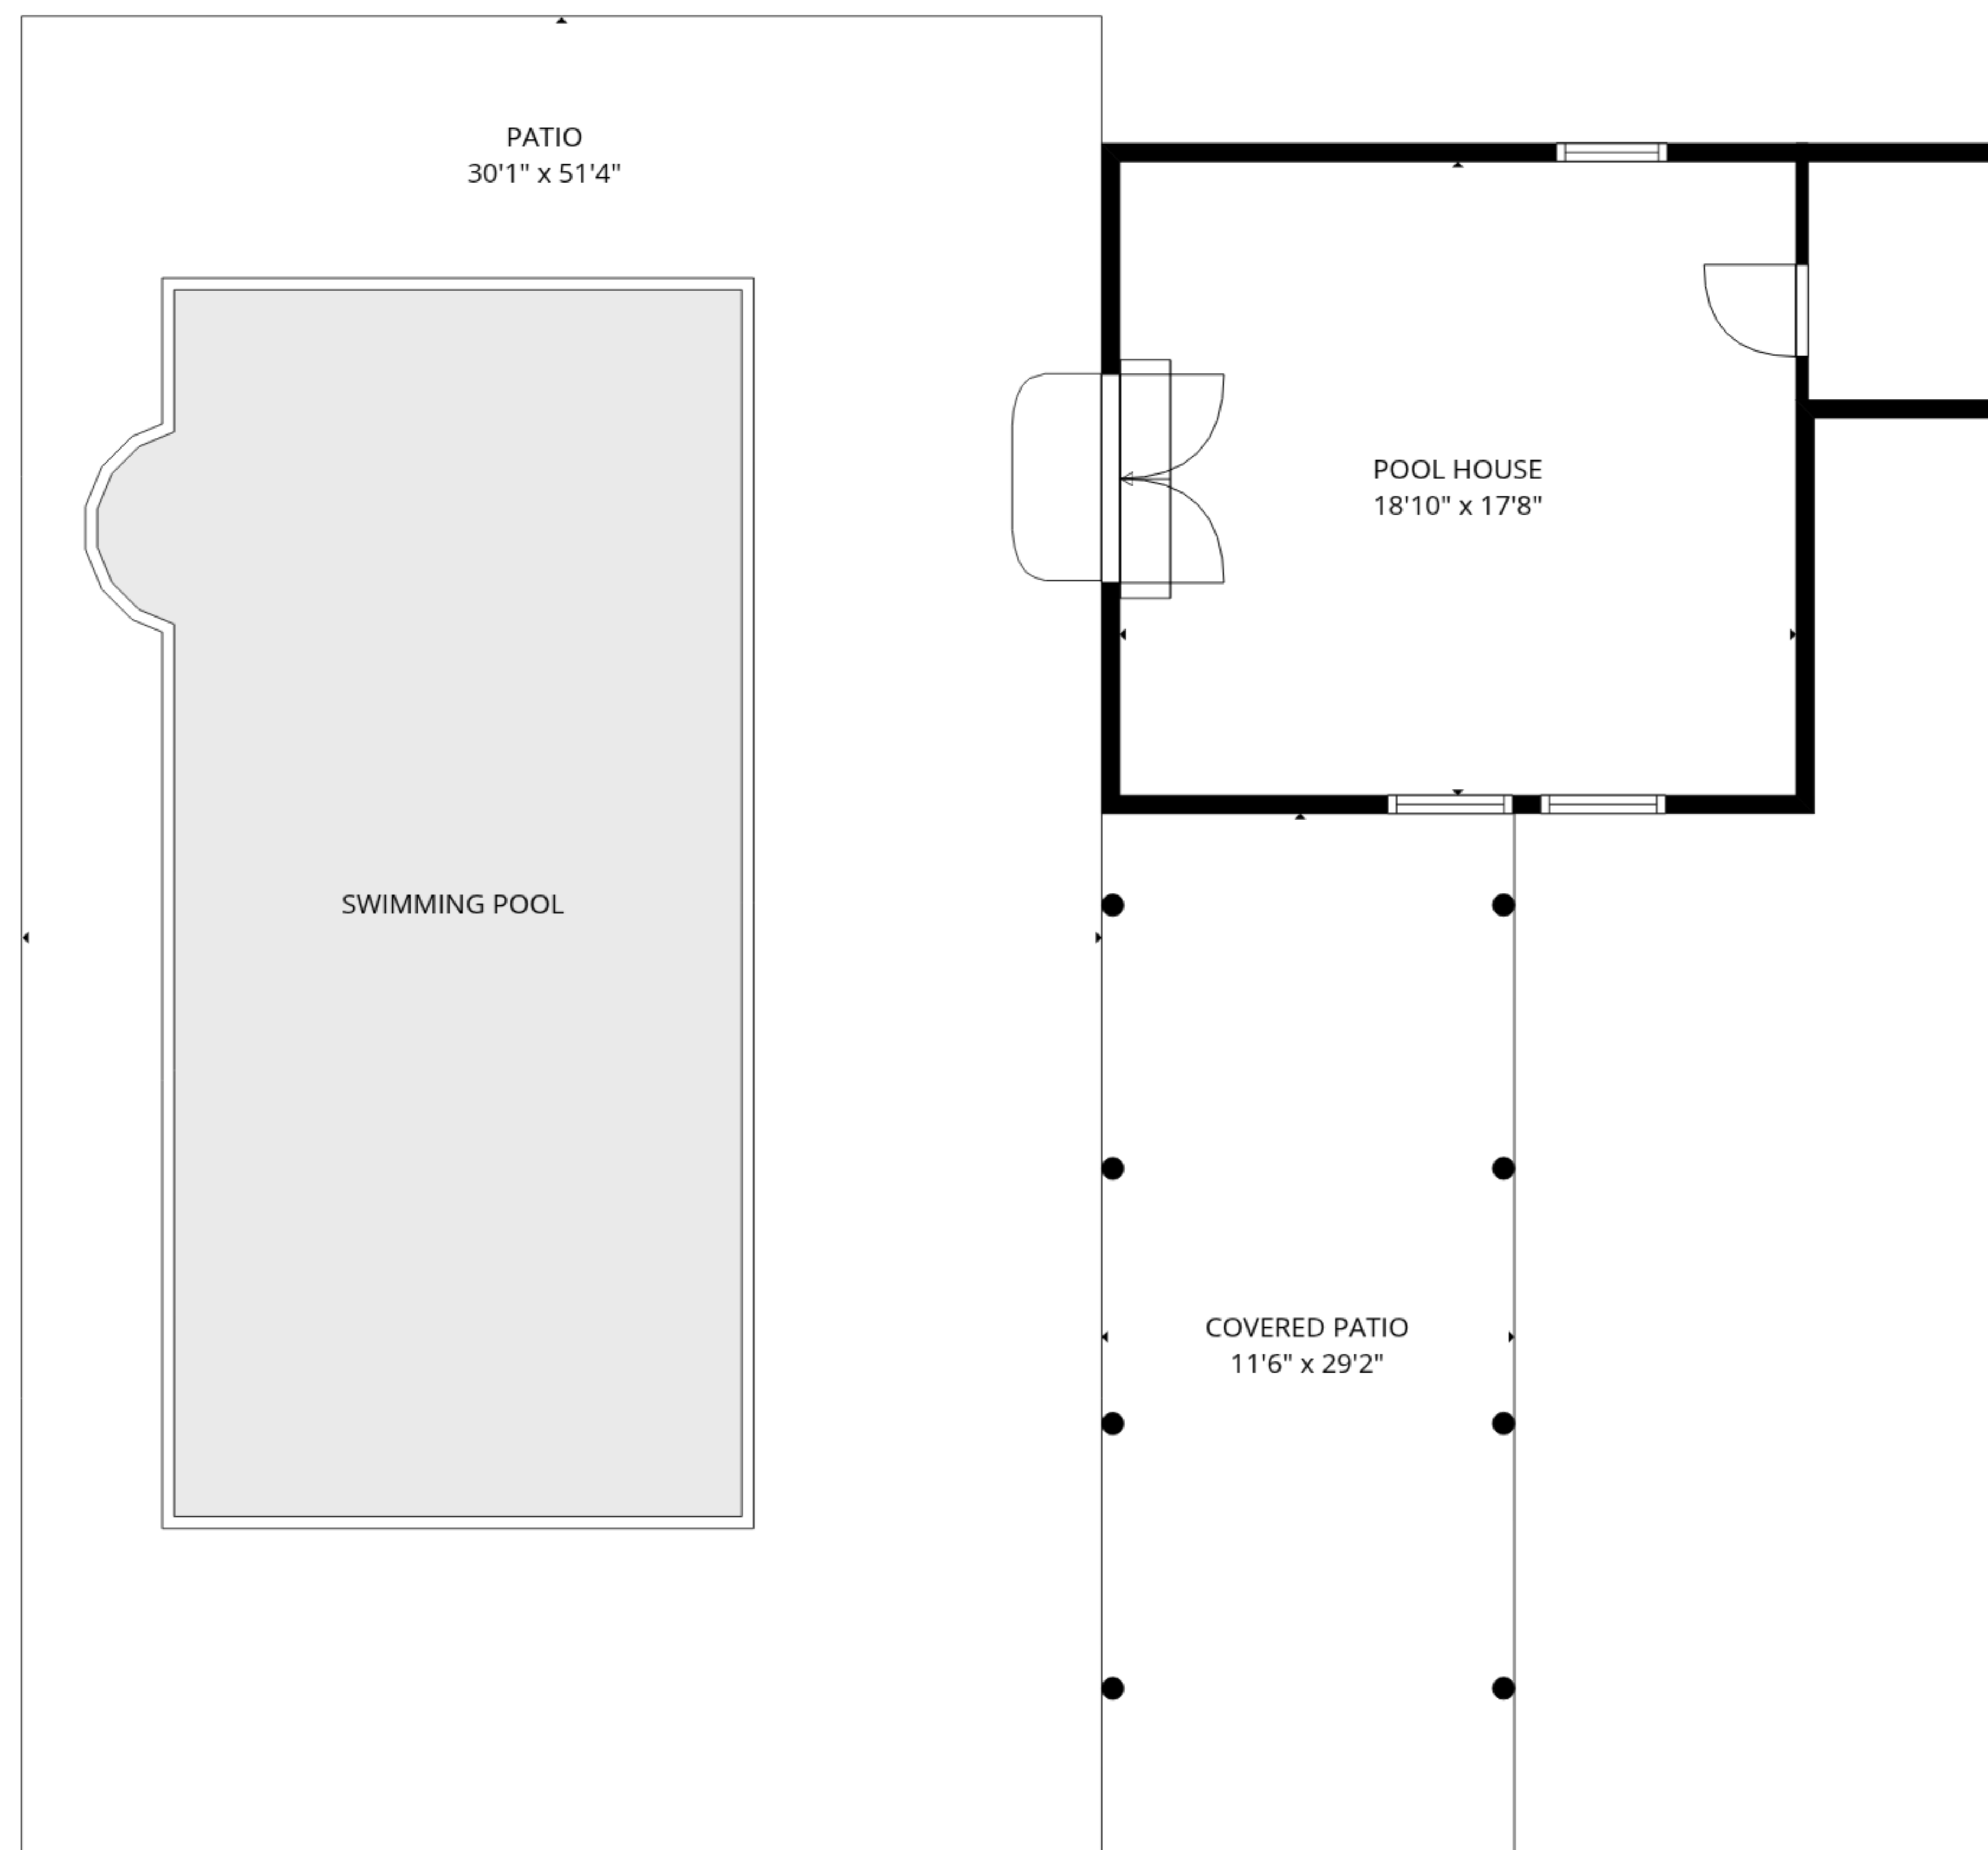 PATIO
30'1" x 51'4"
POOL HOUSE
18'10" x 17'8"
SWIMMING POOL
COVERED PATIO
11'6" x 29'2"